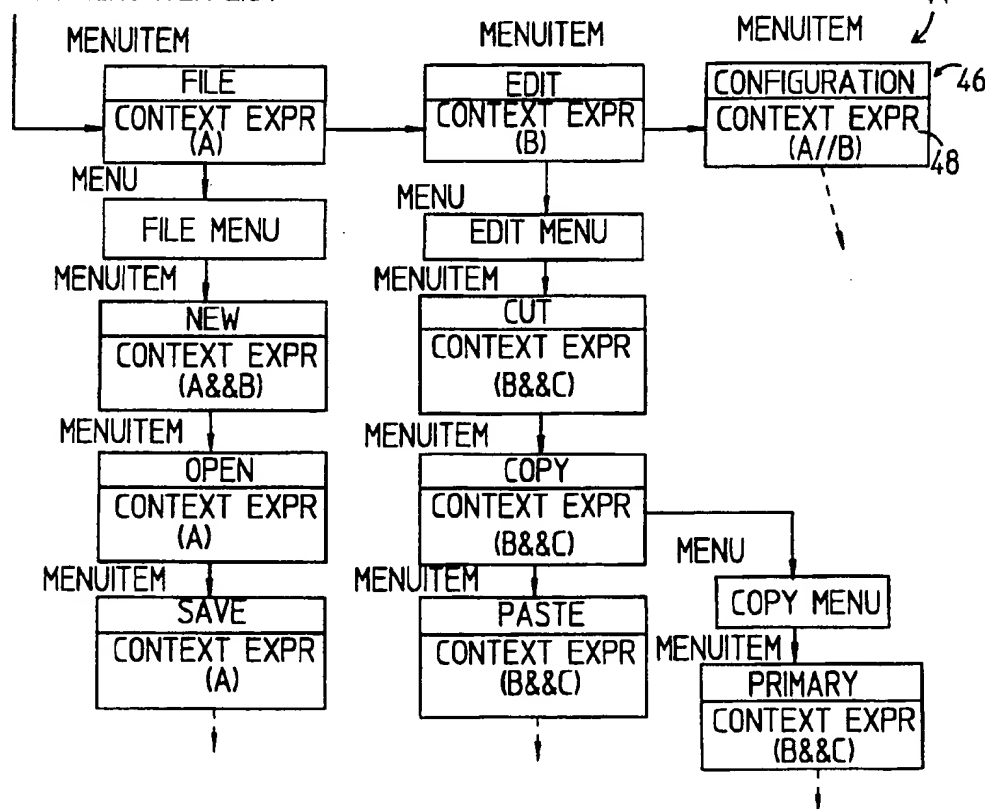 MENUITEM
FILE
CONTEXT EXPR
(A)
MENU
FILE MENU
MENUITEM
NEW
CONTEXT EXPR
(A&&B)
MENUITEM
OPEN
CONTEXT EXPR
(A)
MENUITEM
SAVE
CONTEXT EXPR
(A)
MENUITEM
EDIT
CONTEXT EXPR
(B)
MENU
EDIT MENU
MENUITEM
CUT
CONTEXT EXPR
(B&&C)
MENUITEM
COPY
CONTEXT EXPR
(B&&C)
MENUITEM
PASTE
CONTEXT EXPR
(B&&C)
MENUITEM
CONFIGURATION
46
CONTEXT EXPR
(A//B)
48
MENU
COPY MENU
MENUITEM
PRIMARY
CONTEXT EXPR
(B&&C)